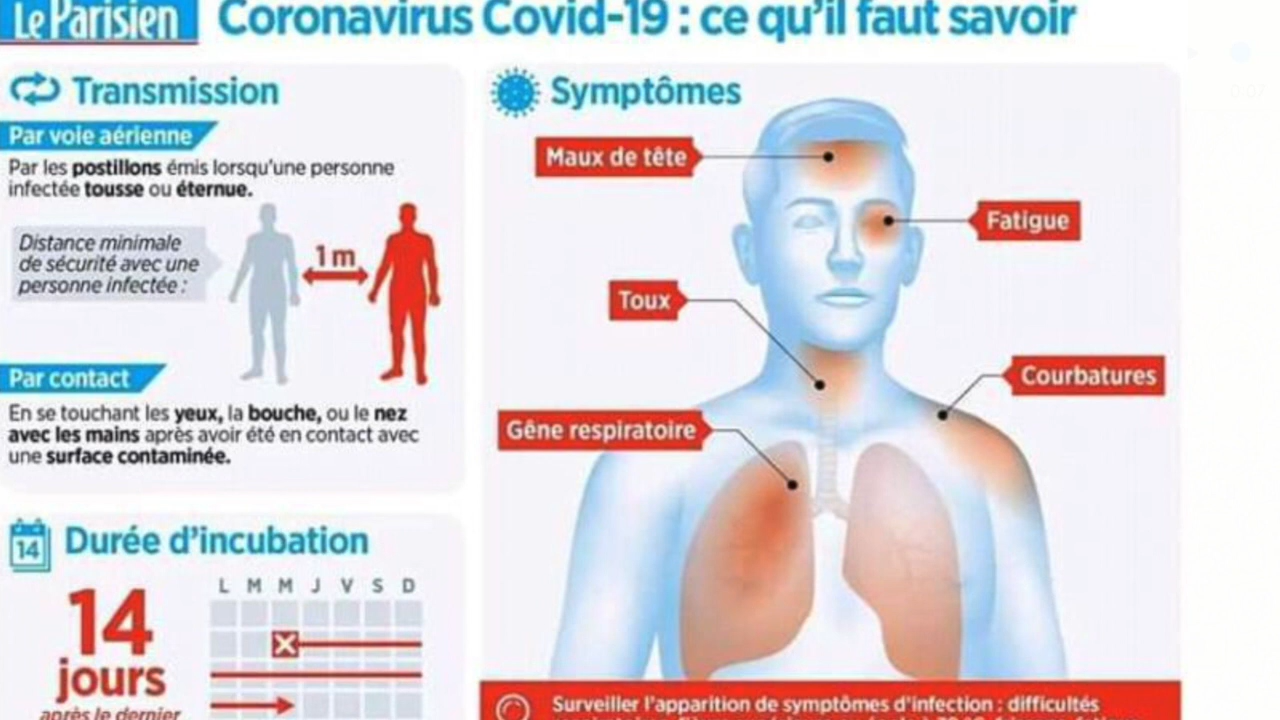 Le Parisien
Coronavirus Covid-19 : ce qu'il faut savoir
Transmission
Par voie aérienne
Par les postillons émis lorsqu'une personne
infectée tousse ou éternue.
Distance minimale
de sécurité avec une
personne infectée :
1 m
Par contact
En se touchant les yeux, la bouche, ou le nez
avec les mains après avoir été en contact avec
une surface contaminée.
14
Durée d'incubation
14
jours
après le dernier
L M M J V S D
Symptômes
Maux de tête
Fatigue
Toux
Courbatures
Gêne respiratoire
Surveiller l'apparition de symptômes d'infection : difficultés